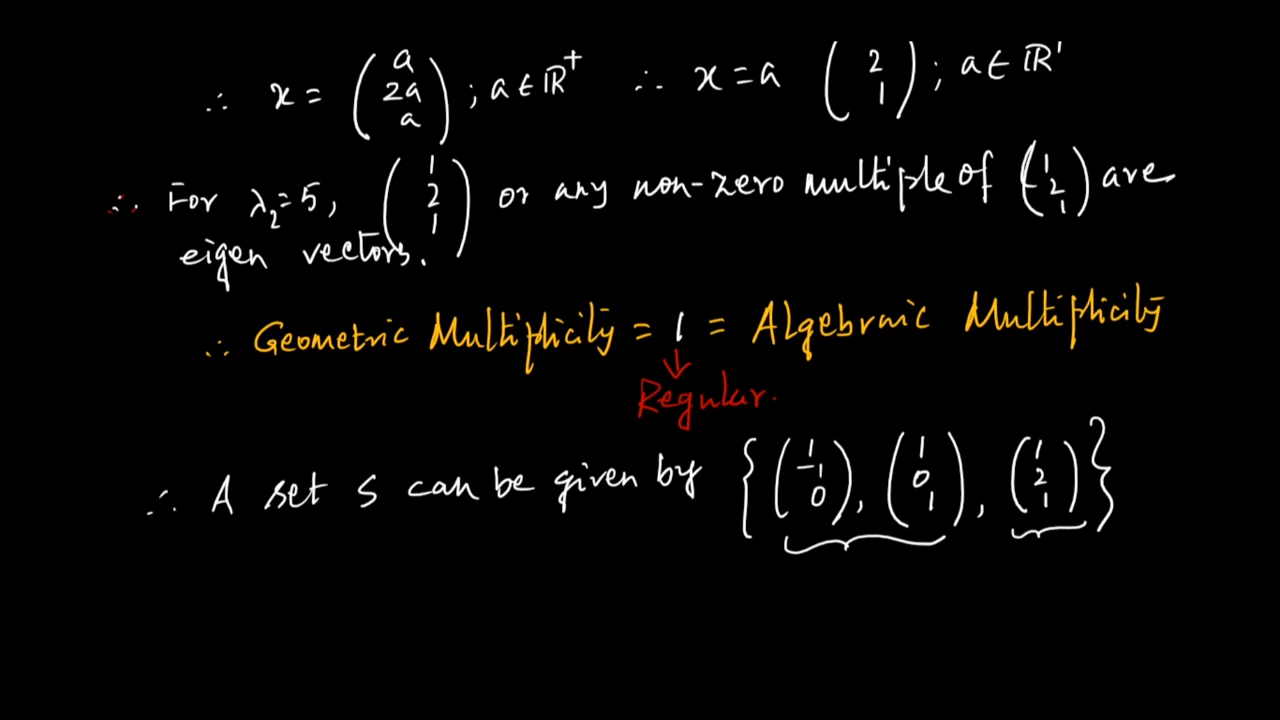 ∴ x = (a 2a a) ; a ∈ ℝ⁺ ∴ x = a (2 1) ; a ∈ ℝ'
∴ For λ₂=5, (1 2 1) or any non-zero multiple of (1 2 1) are
eigen vectors.
∴ Geometric Multiplicity = 1 = Algebraic Multiplicity
↓
Regular.
∴ A set S can be given by {(1 -1 0), (1 0 1), (1 2 1)}